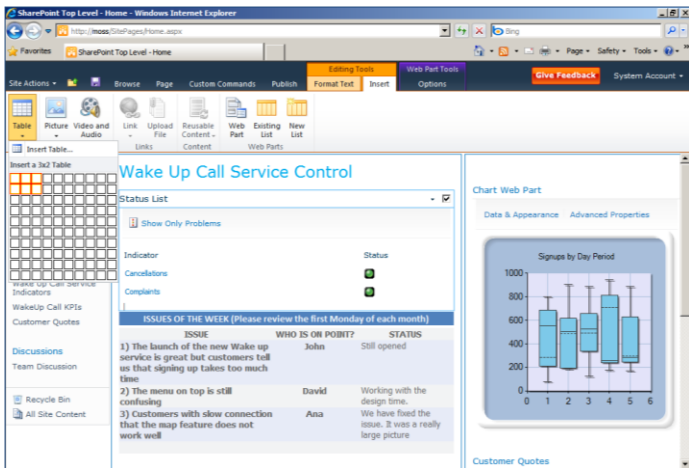 SharePoint Top Level - Home - Windows Internet Explorer
http://moss/SitePages/Home.aspx
Bing
Favorites
SharePoint Top Level - Home
Page
Safety
Tools
Editing Tools
Web Part Tools
Site Actions
Browse
Page
Custom Commands
Publish
Format Text
Insert
Options
Give Feedback
System Account
Table
Picture
Video and
Audio
Link
Upload
File
Reusable
Content
Web
Part
Existing
List
New
List
Links
Content
Web Parts
Insert Table...
Insert a 3x2 Table
Wake Up Call Service Control
Status List
Show Only Problems
Indicator
Status
Cancellations
Complaints
Wake Up Call Service
Indicators
WakeUp Call KPIs
Customer Quotes
Discussions
Team Discussion
Recycle Bin
All Site Content
ISSUES OF THE WEEK (Please review the first Monday of each month)
ISSUE WHO IS ON POINT? STATUS
1) The launch of the new Wake up John Still opened
service is great but customers tell
us that signing up takes too much
time
2) The menu on top is still David Working with the
confusing design time.
3) Customers with slow connection Ana We have fixed the
that the map feature does not issue. It was a really
work well large picture
Chart Web Part
Data & Appearance Advanced Properties
Signups by Day Period
1000
800
600
400
200
0
0 1 2 3 4 5 6
Customer Quotes